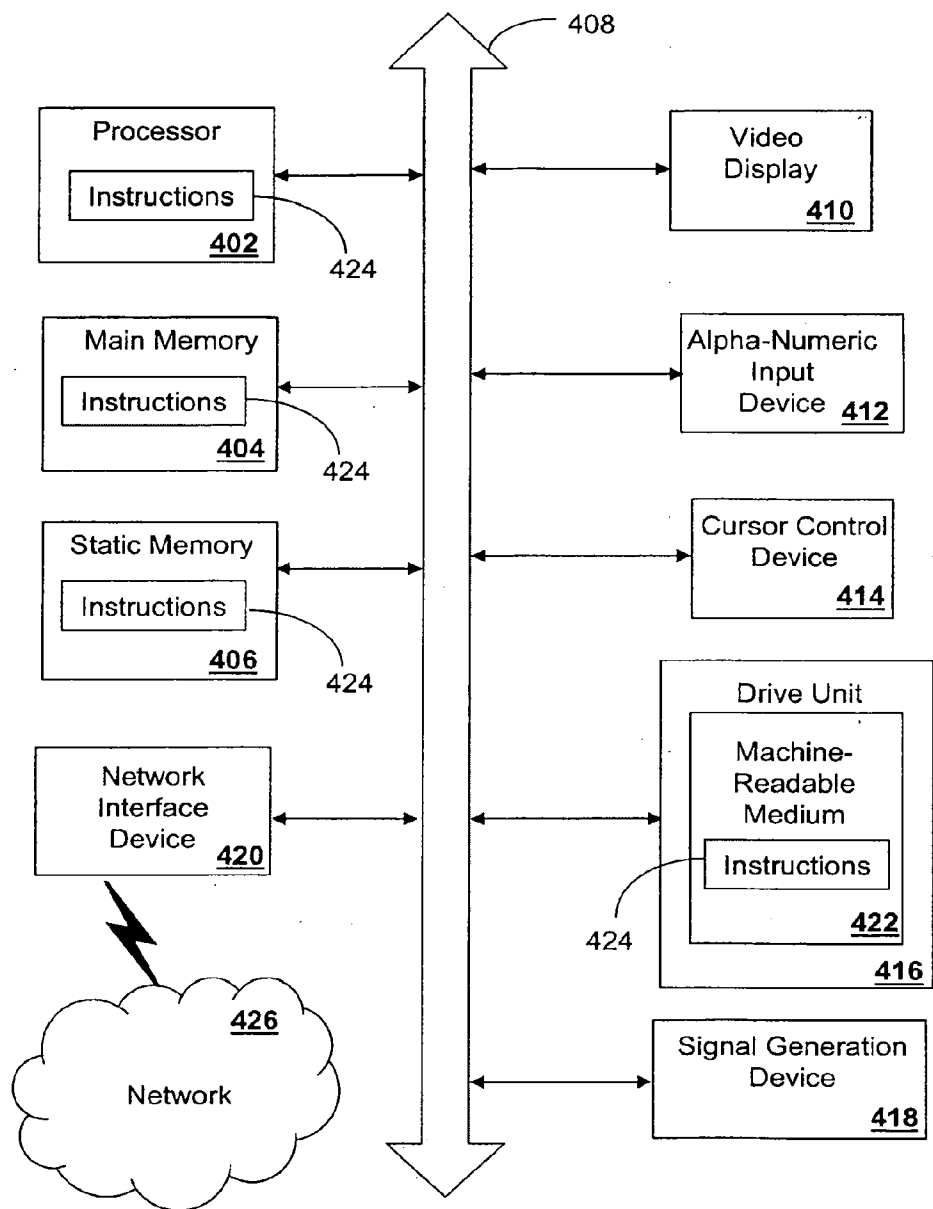 408
Processor
Instructions
402
424
Main Memory
Instructions
404
424
Static Memory
Instructions
406
424
Network
Interface
Device
420
426
Network
Video
Display
410
Alpha-Numeric
Input
Device
412
Cursor Control
Device
414
Drive Unit
Machine-
Readable
Medium
Instructions
424
422
416
Signal Generation
Device
418